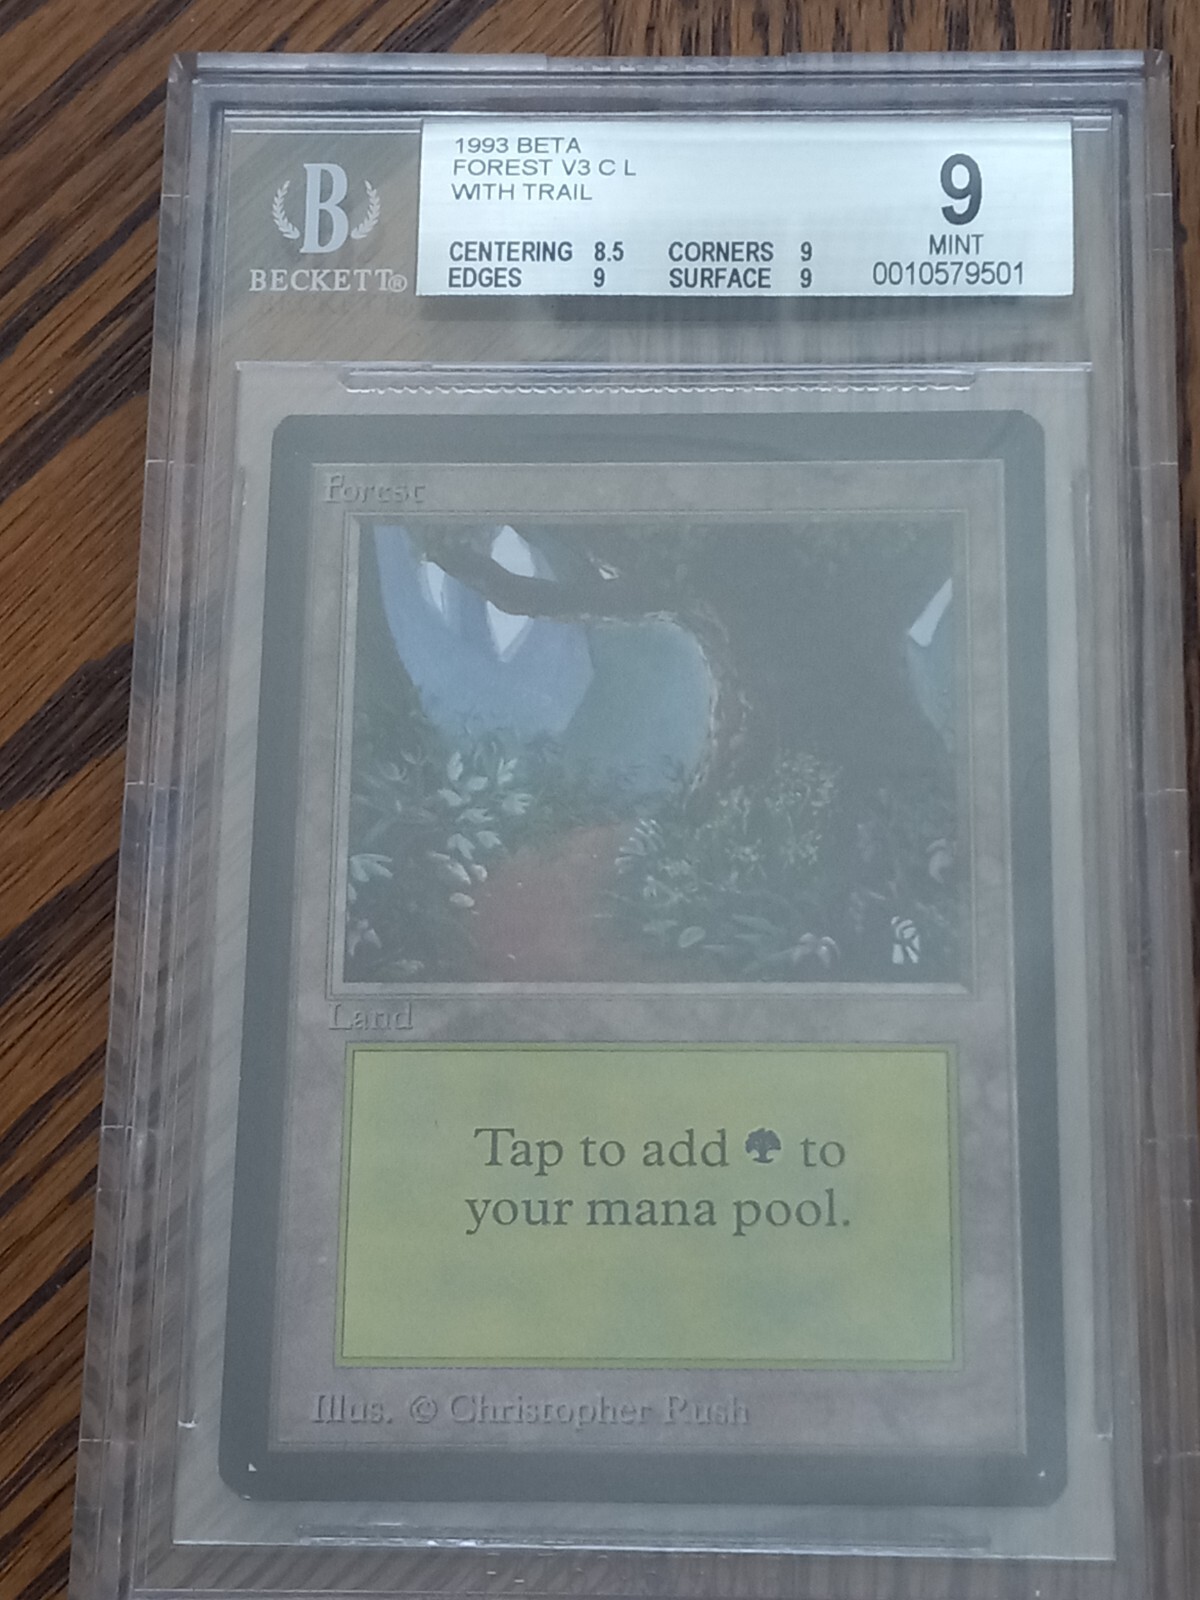 1993 BETA
FOREST V3 C L
WITH TRAIL
CENTERING 8.5 CORNERS 9
EDGES 9 SURFACE 9
9
MINT
0010579501
B
BECKETT®
Forest
Land
Tap to add to
your mana pool.
Illus. © Christopher Rush